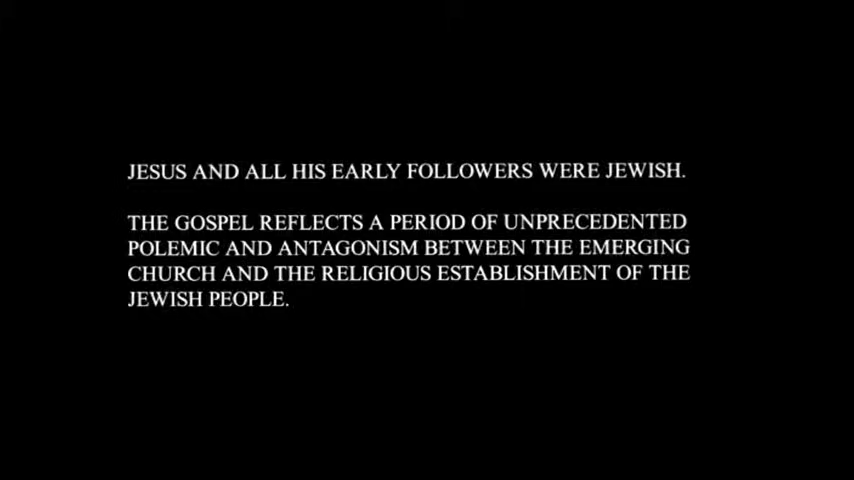 JESUS AND ALL HIS EARLY FOLLOWERS WERE JEWISH.
THE GOSPEL REFLECTS A PERIOD OF UNPRECEDENTED
POLEMIC AND ANTAGONISM BETWEEN THE EMERGING
CHURCH AND THE RELIGIOUS ESTABLISHMENT OF THE
JEWISH PEOPLE.